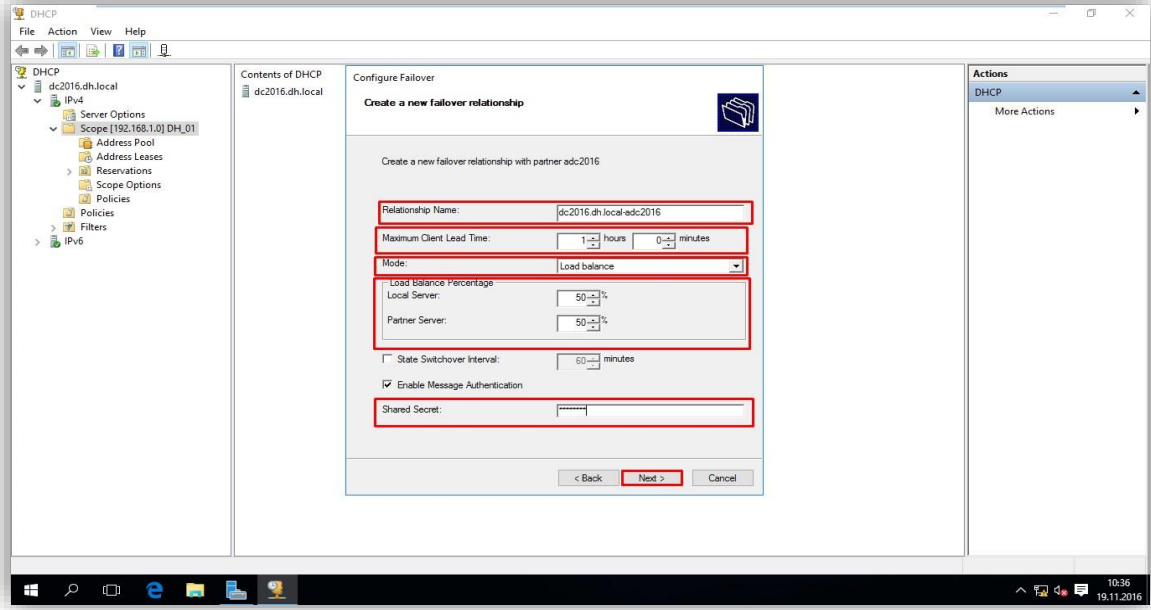 DHCP
File Action View Help
DHCP
dc2016.dh.local
IPv4
Server Options
Scope [192.168.1.0] DH_01
Address Pool
Address Leases
Reservations
Scope Options
Policies
Policies
Filters
IPv6
Contents of DHCP
dc2016.dh.local
Configure Failover
Create a new failover relationship
Create a new failover relationship with partner adc2016
Relationship Name: dc2016.dh.local-adc2016
Maximum Client Lead Time: 1 hours 0 minutes
Mode: Load balance
Load Balance Percentage
Local Server: 50 %
Partner Server: 50 %
State Switchover Interval: 60 minutes
Enable Message Authentication
Shared Secret: ********
< Back Next > Cancel
Actions
DHCP
More Actions
10:36
19.11.2016